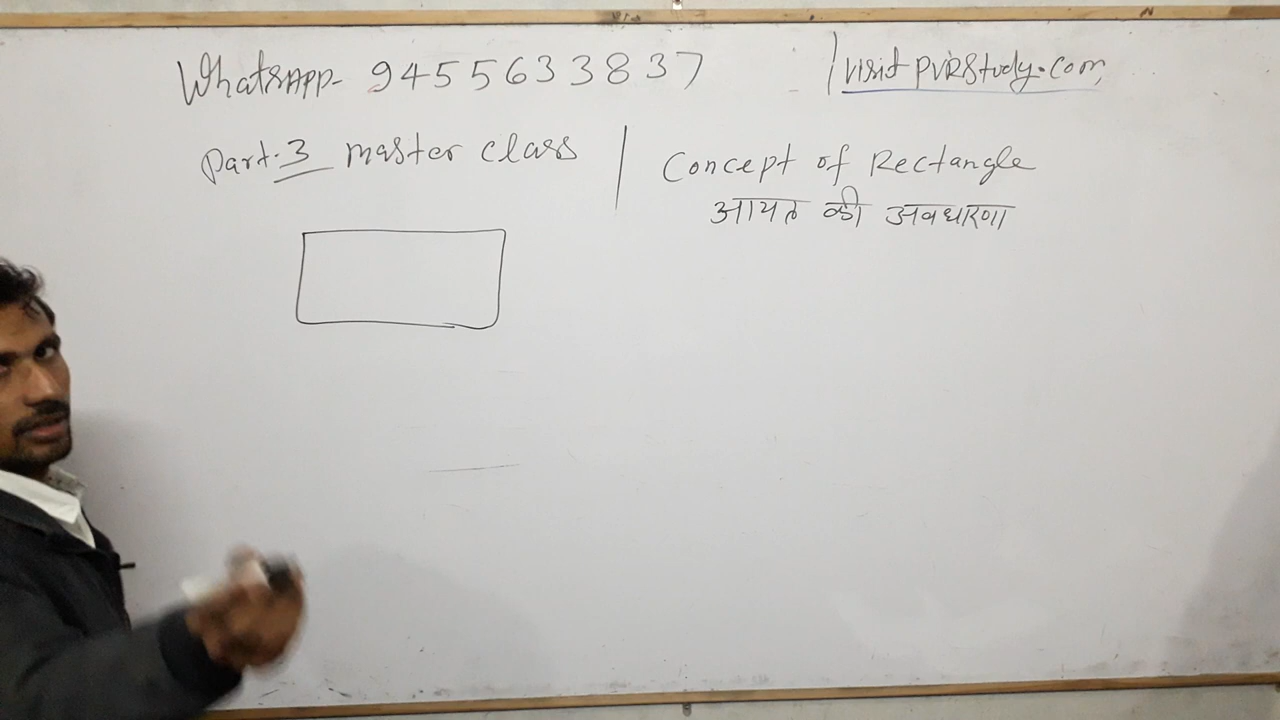 WhatsApp- 9455633837 | visit PVRStudy.com
Part-3 master class | Concept of Rectangle
आयत की अवधारणा